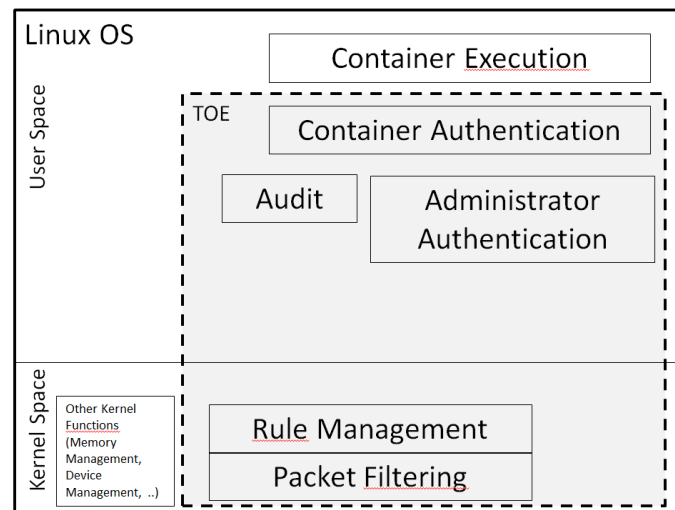 Linux OS
Container Execution
User Space
TOE
Container Authentication
Audit
Administrator
Authentication
Kernel Space
Other Kernel
Functions
(Memory
Management,
Device
Management, ..)
Rule Management
Packet Filtering